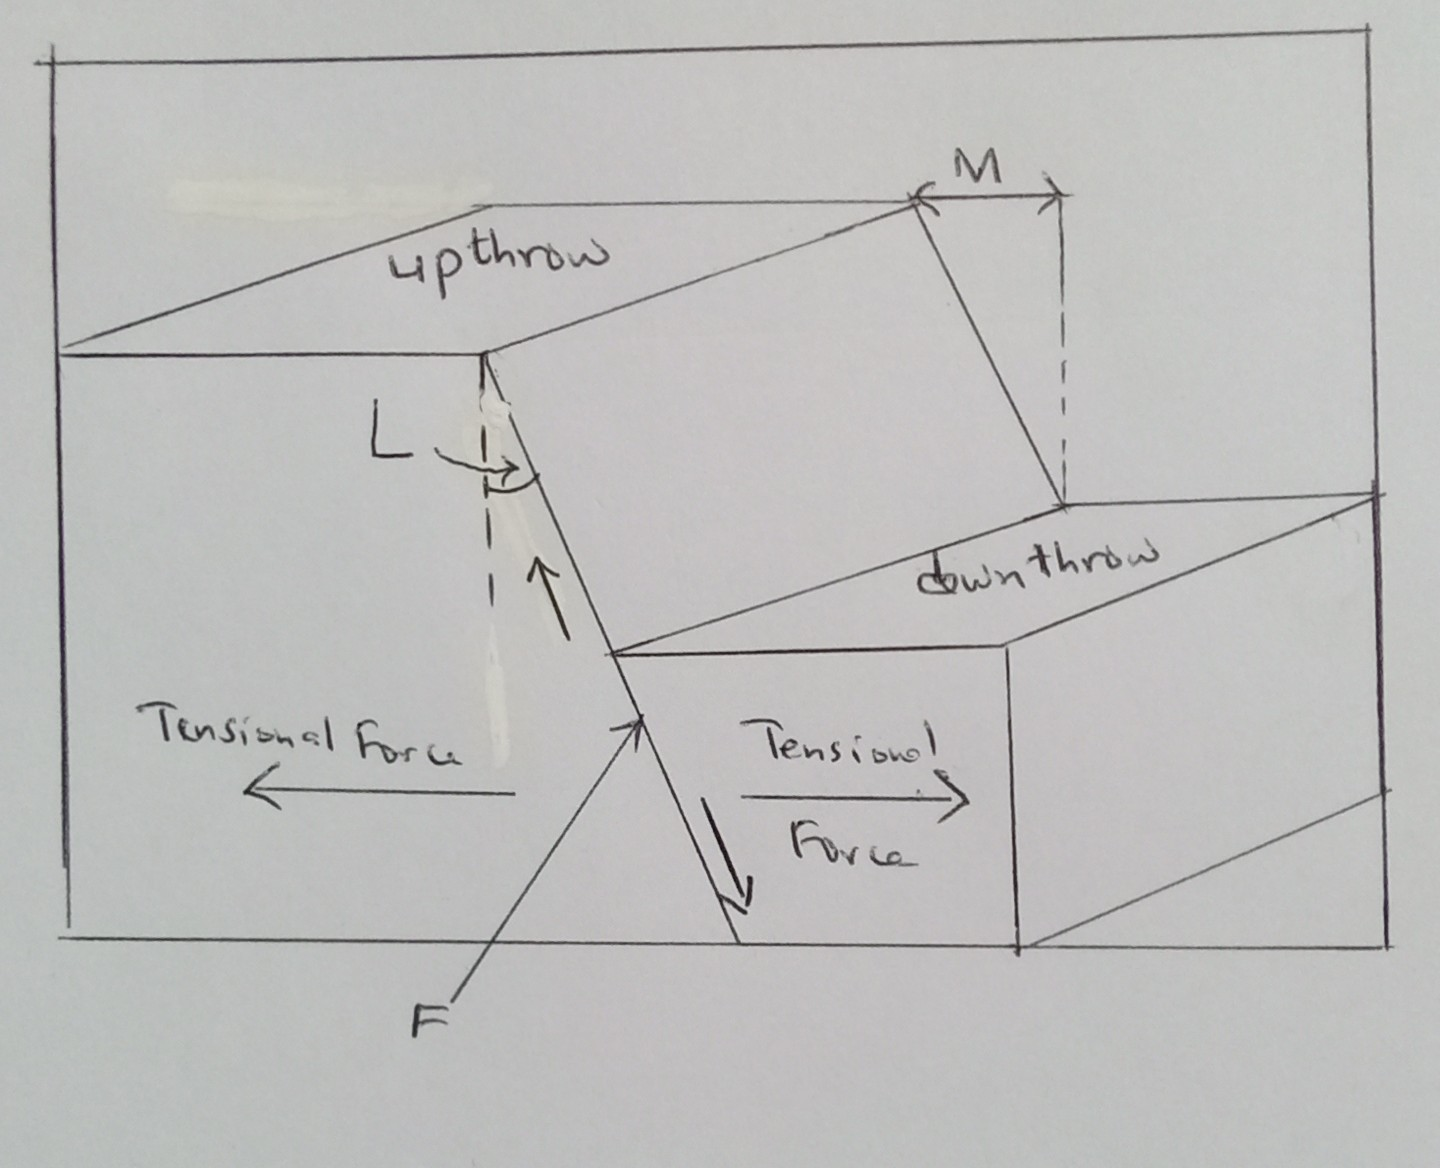 M
upthrow
L
downthrow
Tensional Force
Tensional
Force
F